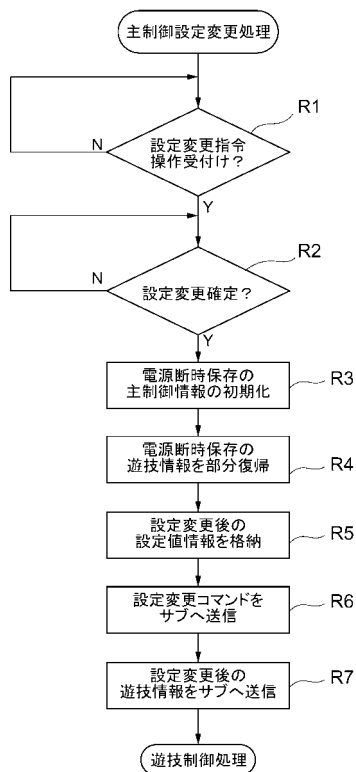 主制御設定変更処理
R1
設定変更指令
操作受付け？
N
Y
R2
設定変更確定？
N
Y
電源断時保存の
主制御情報の初期化
R3
電源断時保存の
遊技情報を部分復帰
R4
設定変更後の
設定値情報を格納
R5
設定変更コマンドを
サブへ送信
R6
設定変更後の
遊技情報をサブへ送信
R7
遊技制御処理